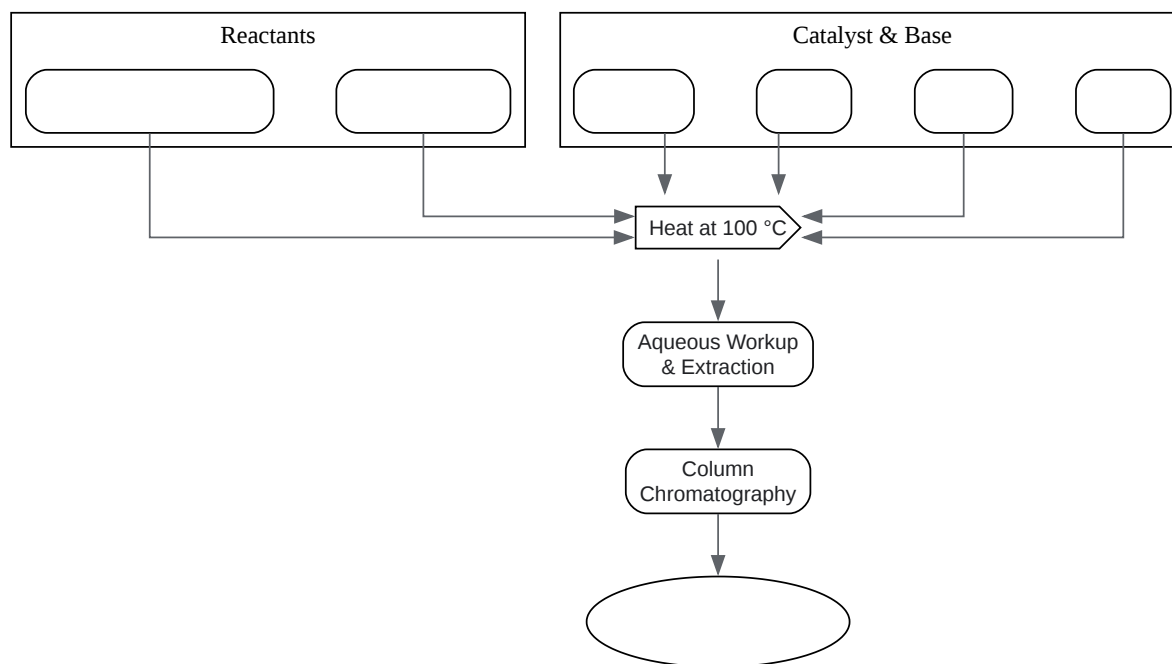 Reactants
Catalyst & Base
Heat at 100 °C
Aqueous Workup
& Extraction
Column
Chromatography